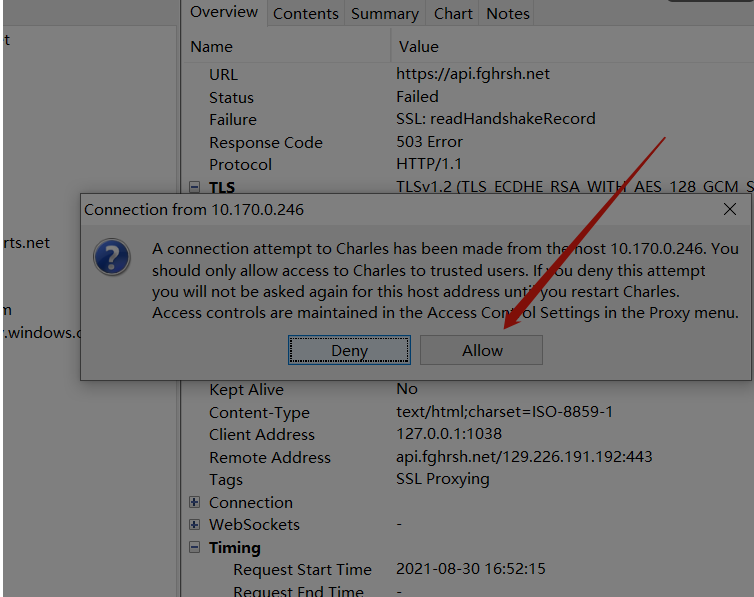 Overview Contents Summary Chart Notes
Name Value
URL https://api.fghrsh.net
Status Failed
Failure SSL: readHandshakeRecord
Response Code 503 Error
Protocol HTTP/1.1
TLS TLSv1.2 (TLS_ECDHE_RSA_WITH_AES_128_GCM_S
Connection from 10.170.0.246
A connection attempt to Charles has been made from the host 10.170.0.246. You
should only allow access to Charles to trusted users. If you deny this attempt
you will not be asked again for this host address until you restart Charles.
Access controls are maintained in the Access Control Settings in the Proxy menu.
Deny Allow
rts.net
.windows.c
Kept Alive No
Content-Type text/html;charset=ISO-8859-1
Client Address 127.0.0.1:1038
Remote Address api.fghrsh.net/129.226.191.192:443
Tags SSL Proxying
Connection
WebSockets -
Timing
Request Start Time 2021-08-30 16:52:15
Request End Time -